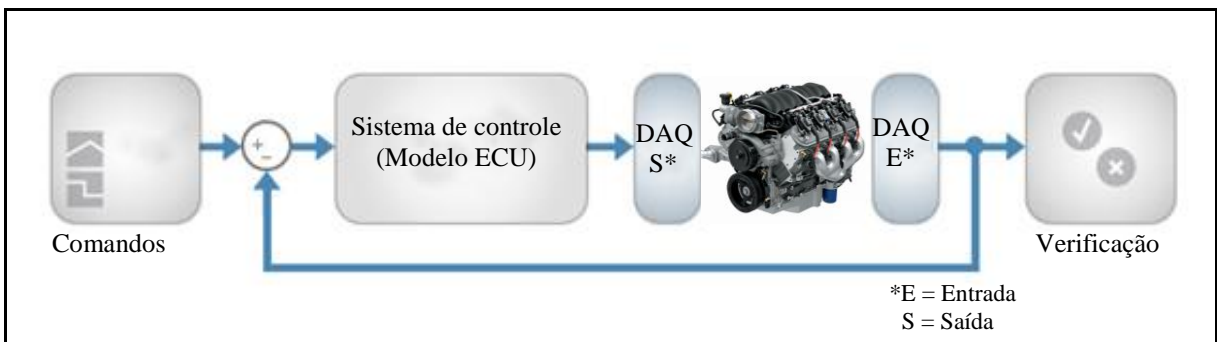 Sistema de controle
(Modelo ECU)
DAQ
S*
DAQ
E*
Comandos
Verificação
*E = Entrada
S = Saída